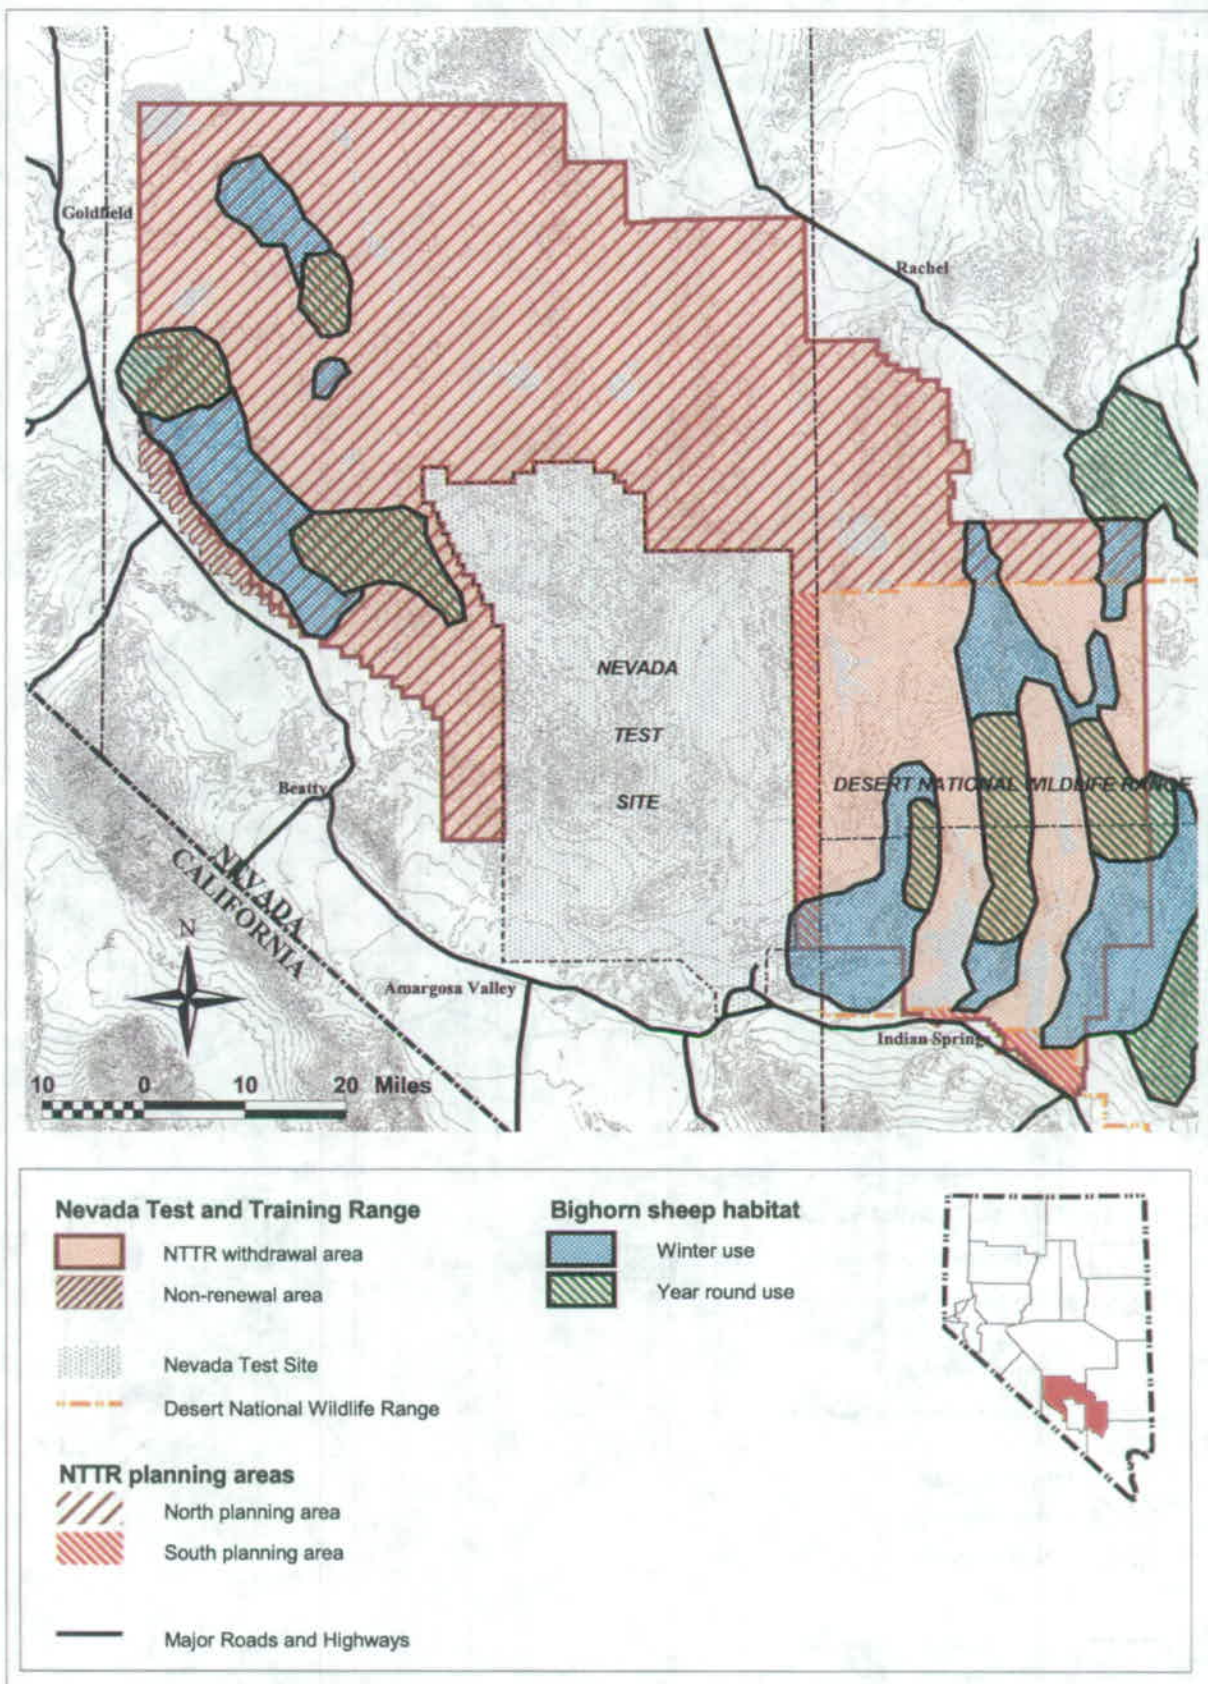 Goldfield
Rachel
NEVADA
TEST
SITE
DESERT NATIONAL WILDLIFE RANGE
Beatty
NEVADA
CALIFORNIA
N
Amargosa Valley
Indian Springs
10 0 10 20 Miles
Nevada Test and Training Range
NTTR withdrawal area
Non-renewal area
Nevada Test Site
Desert National Wildlife Range
NTTR planning areas
North planning area
South planning area
Major Roads and Highways
Bighorn sheep habitat
Winter use
Year round use